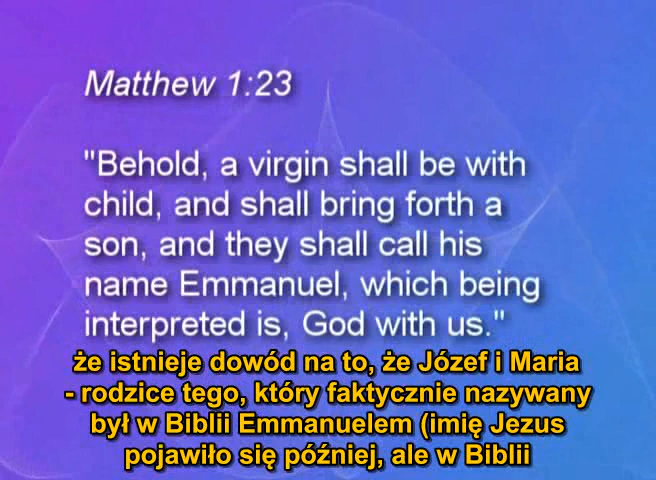 Matthew 1:23
"Behold, a virgin shall be with
child, and shall bring forth a
son, and they shall call his
name Emmanuel, which being
interpreted is, God with us."
że istnieje dowód na to, że Józef i Maria
- rodzice tego, który faktycznie nazywany
był w Biblii Emmanuelem (imię Jezus
pojawiło się później, ale w Biblii